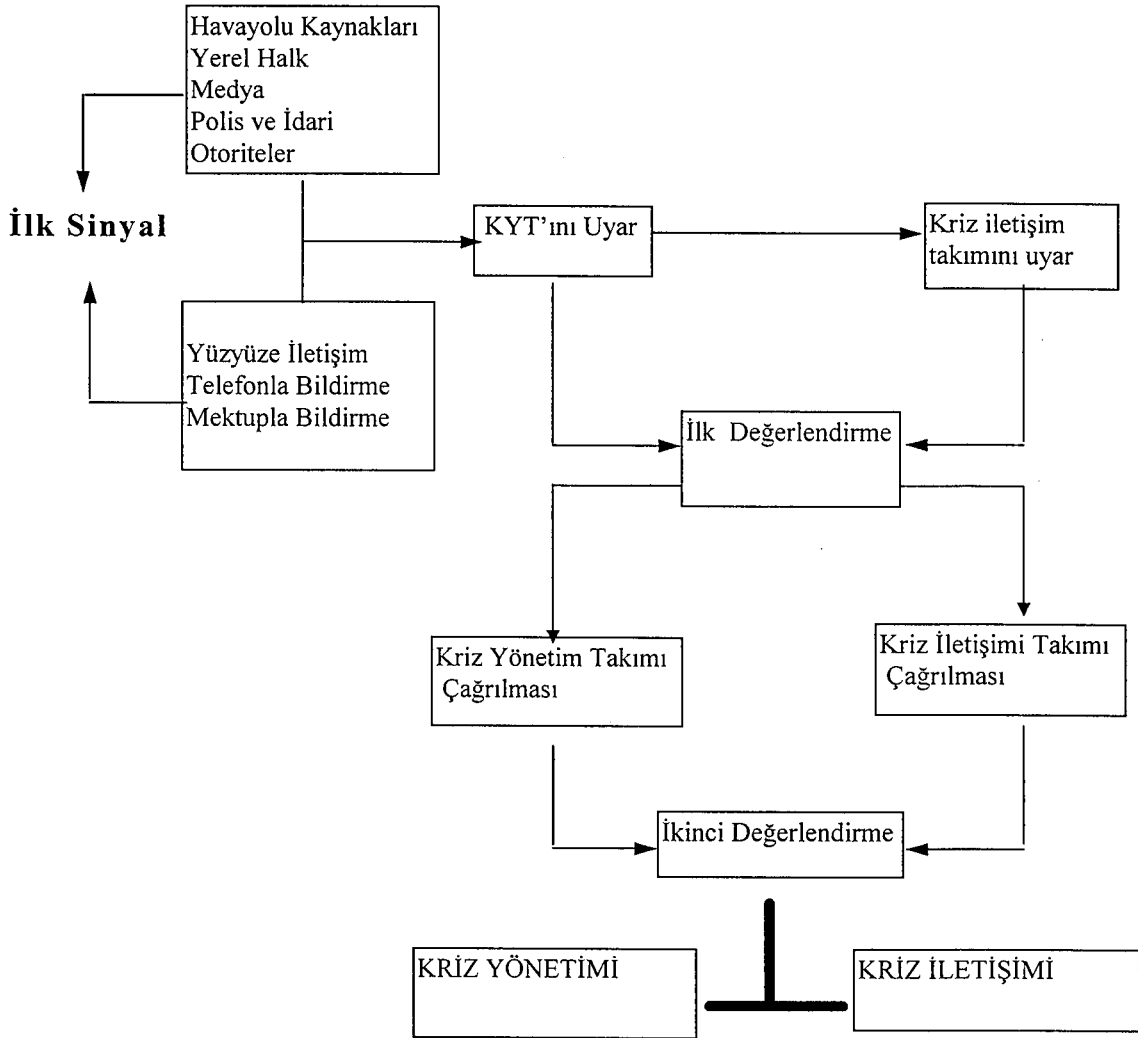 Havayolu Kaynakları
Yerel Halk
Medya
Polis ve İdari
Otoriteler
İlk Sinyal
KYT’ını Uyar
Kriz iletişim
takımını uyar
Yüzyüze İletişim
Telefonla Bildirme
Mektupla Bildirme
İlk Değerlendirme
Kriz Yönetim Takımı
Çağrılması
Kriz İletişimi Takımı
Çağrılması
İkinci Değerlendirme
KRİZ YÖNETİMİ
KRİZ İLETİŞİMİ